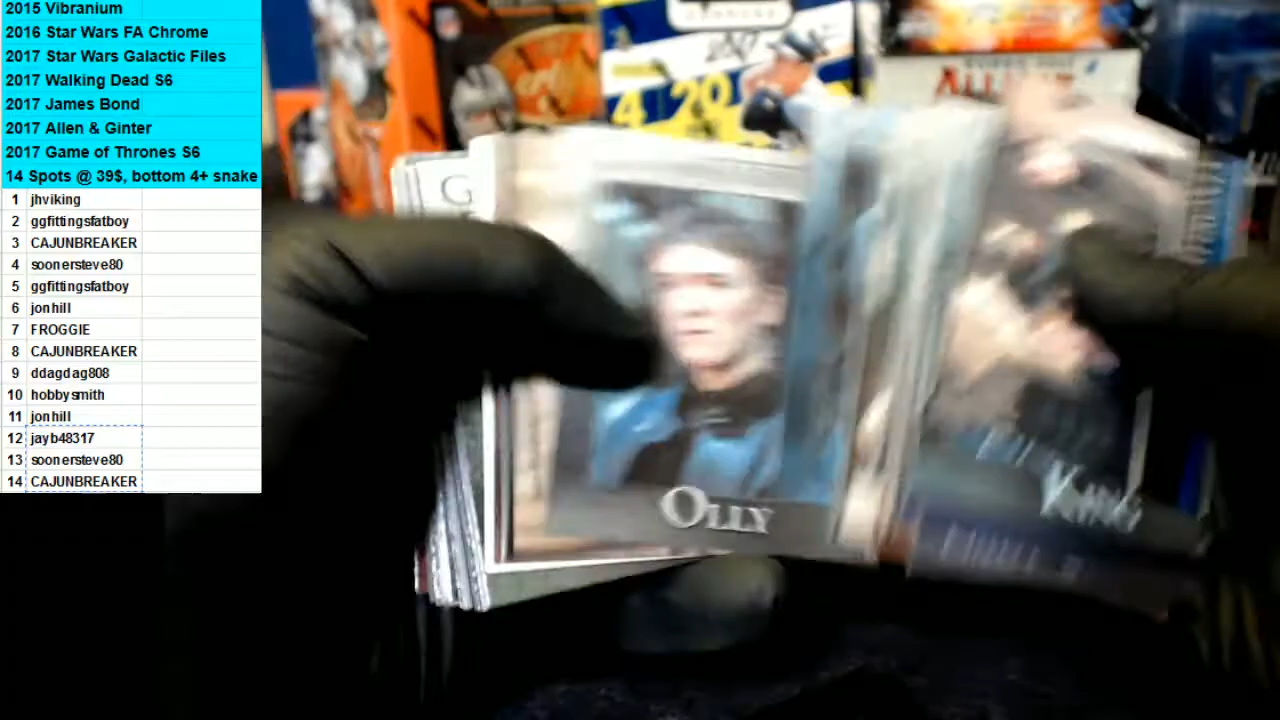 2015 Vibranium
2016 Star Wars FA Chrome
2017 Star Wars Galactic Files
2017 Walking Dead S6
2017 James Bond
2017 Allen & Ginter
2017 Game of Thrones S6
14 Spots @ 39$, bottom 4+ snake
1 jhviking
2 ggfittingsfatboy
3 CAJUNBREAKER
4 soonersteve80
5 ggfittingsfatboy
6 jonhill
7 FROGGIE
8 CAJUNBREAKER
9 ddagdag808
10 hobbysmith
11 jonhill
12 jayb48317
13 soonersteve80
14 CAJUNBREAKER
4 20
G
OLLY